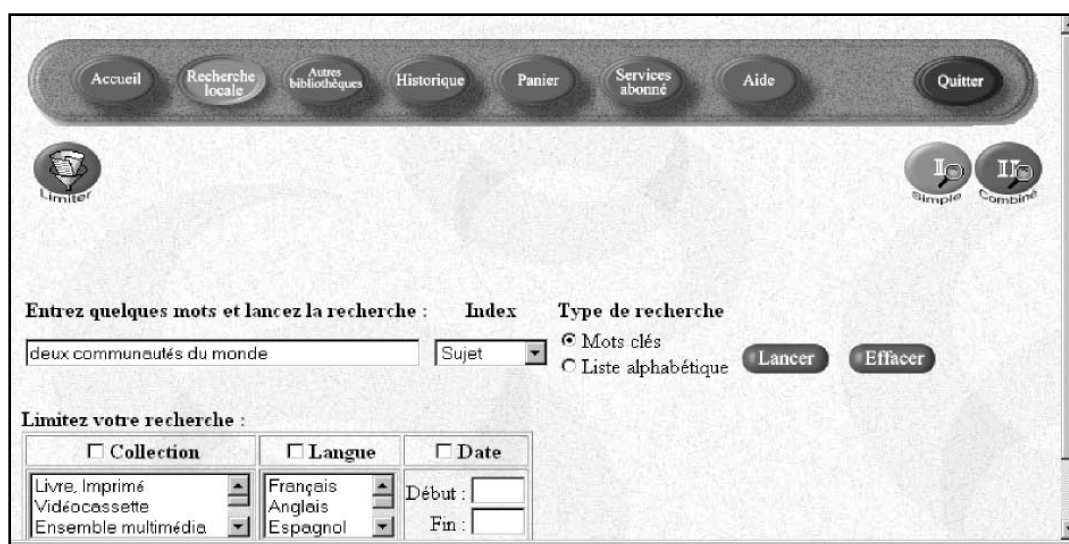 Accueil Recherche locale Autres bibliothèques Historique Panier Services abonné Aide Quitter
Limiter
I Simple II Combiné
Entrez quelques mots et lancez la recherche : Index Type de recherche
deux communautés du monde Sujet Mots clés
Liste alphabétique Lancer Effacer
Limitez votre recherche :
Collection Langue Date
Livre, Imprimé Français Début :
Vidéocassette Anglais
Ensemble multimédia Espagnol Fin :